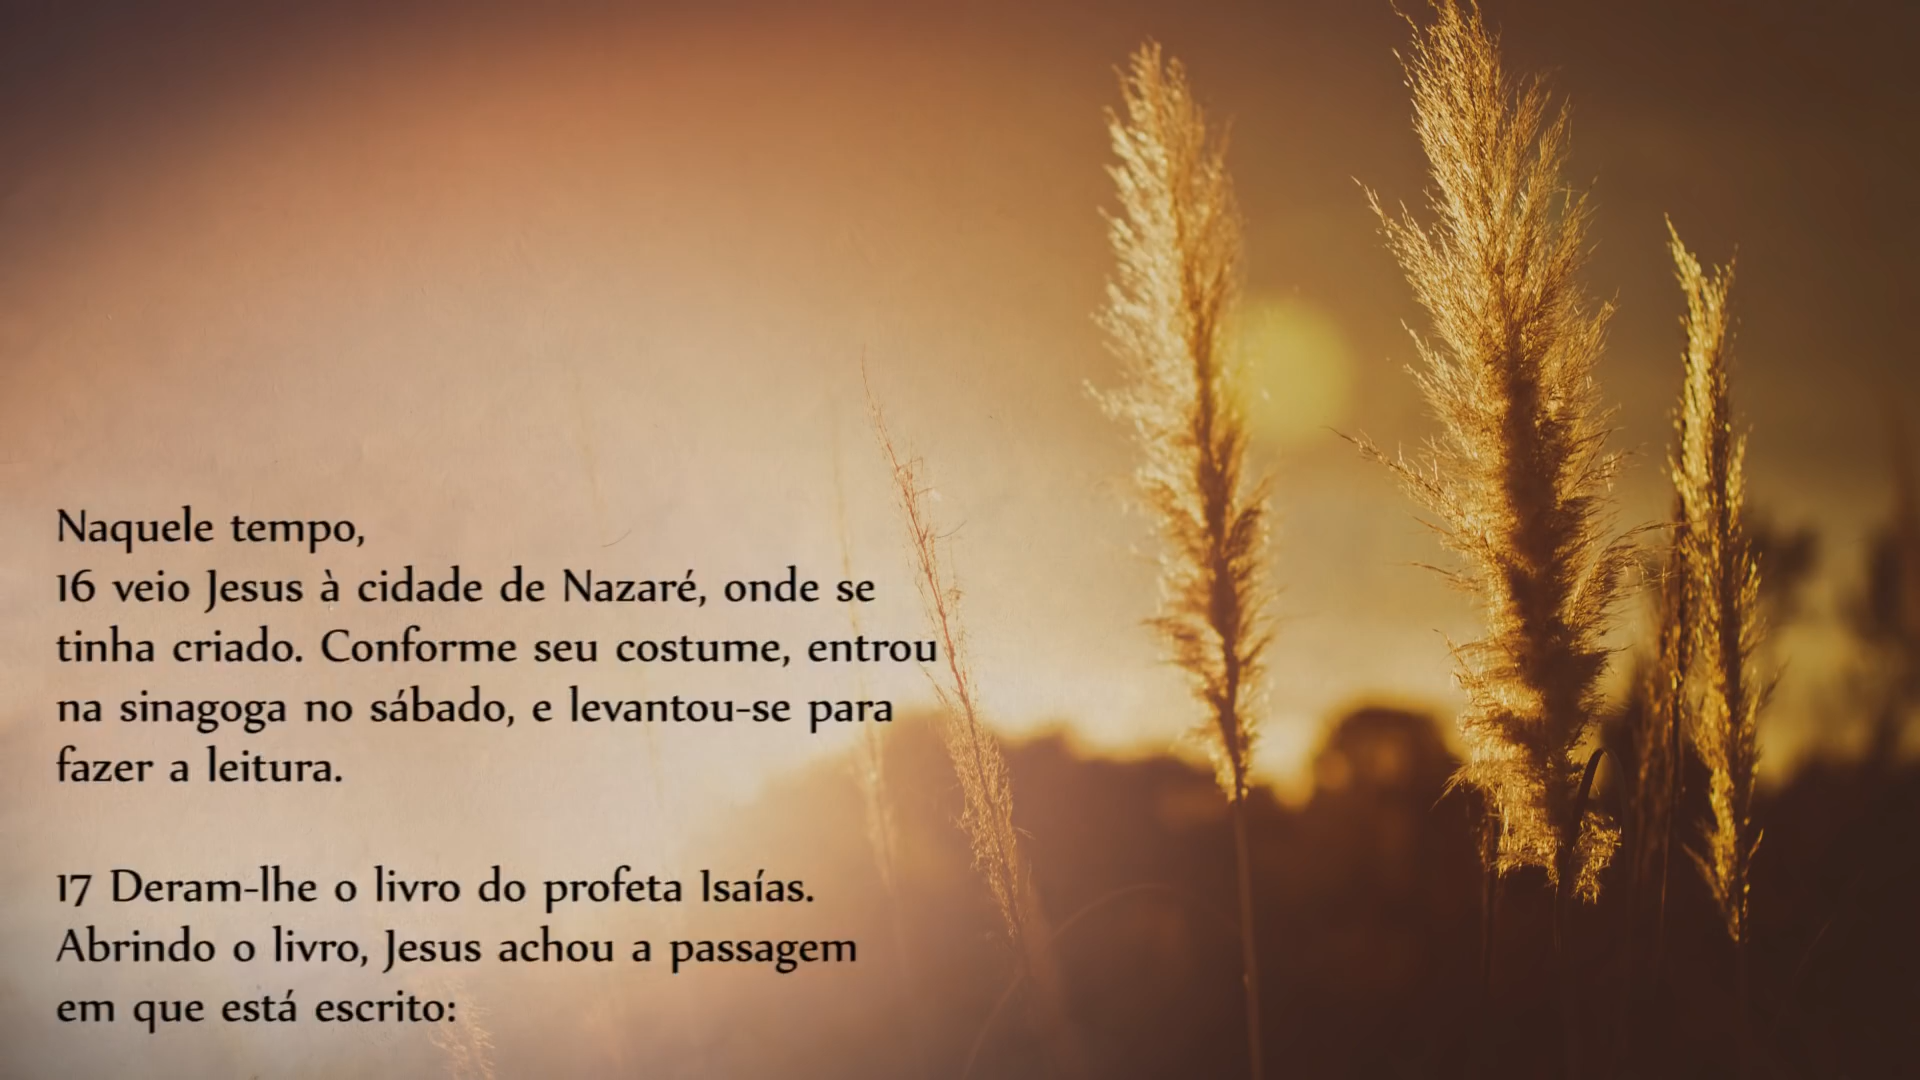 Naquele tempo,
16 veio Jesus à cidade de Nazaré, onde se
tinha criado. Conforme seu costume, entrou
na sinagoga no sábado, e levantou-se para
fazer a leitura.
17 Deram-lhe o livro do profeta Isaías.
Abrindo o livro, Jesus achou a passagem
em que está escrito: